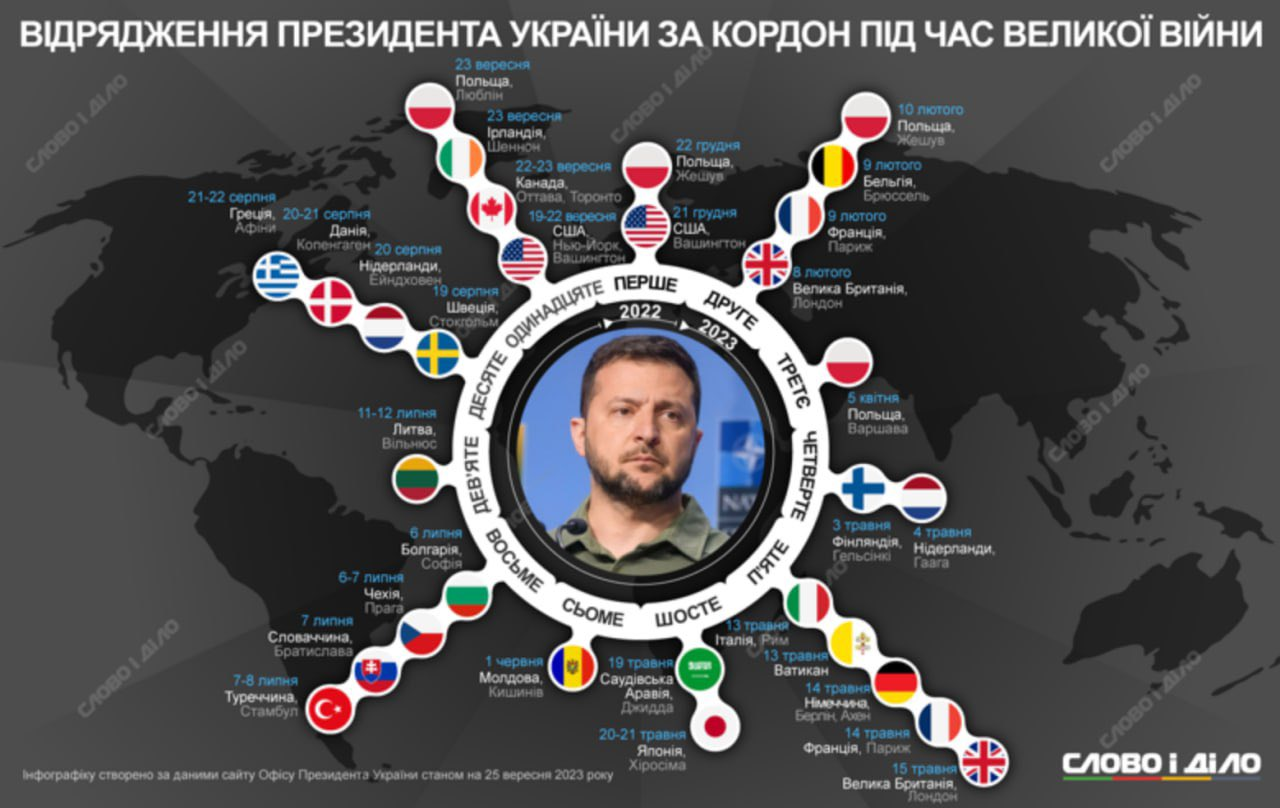 ВІДРЯДЖЕННЯ ПРЕЗИДЕНТА УКРАЇНИ ЗА КОРДОН ПІД ЧАС ВЕЛИКОЇ ВІЙНИ
ПЕРШЕ
2022
21 грудня
США,
Вашингтон
22 грудня
Польща,
Жешув
ДРУГЕ
2023
8 лютого
Велика Британія,
Лондон
9 лютого
Франція,
Париж
9 лютого
Бельгія,
Брюссель
10 лютого
Польща,
Жешув
ТРЕТЄ
5 квітня
Польща,
Варшава
ЧЕТВЕРТЕ
3 травня
Фінляндія,
Гельсінкі
4 травня
Нідерланди,
Гаага
П'ЯТЕ
13 травня
Італія, Рим
13 травня
Ватикан
14 травня
Німеччина,
Берлін, Ахен
14 травня
Франція, Париж
15 травня
Велика Британія,
Лондон
ШОСТЕ
19 травня
Саудівська
Аравія,
Джидда
20-21 травня
Японія,
Хіросіма
СЬОМЕ
1 червня
Молдова,
Кишинів
ВОСЬМЕ
6 липня
Болгарія,
Софія
6-7 липня
Чехія,
Прага
7 липня
Словаччина,
Братислава
7-8 липня
Туреччина,
Стамбул
ДЕВ'ЯТЕ
11-12 липня
Литва,
Вільнюс
ДЕСЯТЕ
19 серпня
Швеція,
Стокгольм
20 серпня
Нідерланди,
Ейндховен
20-21 серпня
Данія,
Копенгаген
21-22 серпня
Греція,
Афіни
ОДИНАДЦЯТЕ
19-22 вересня
США,
Нью-Йорк,
Вашингтон
22-23 вересня
Канада,
Оттава, Торонто
23 вересня
Ірландія,
Шеннон
23 вересня
Польща,
Люблін
NATO
Інфографіку створено за даними сайту Офісу Президента України станом на 25 вересня 2023 року
СЛОВО І ДІЛО